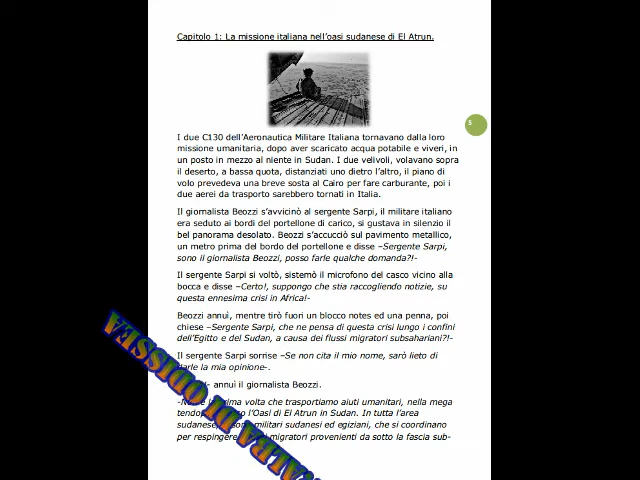 Capitolo 1: La missione italiana nell'oasi sudanese di El Atrun.
5
I due C130 dell'Aeronautica Militare Italiana tornavano dalla loro
missione umanitaria, dopo aver scaricato acqua potabile e viveri, in
un posto in mezzo al niente in Sudan. I due velivoli, volavano sopra
il deserto, a bassa quota, distanziati uno dietro l'altro, il piano di
volo prevedeva una breve sosta al Cairo per fare carburante, poi i
due aerei da trasporto sarebbero tornati in Italia.
Il giornalista Beozzi s'avvicinò al sergente Sarpi, il militare italiano
era seduto ai bordi del portellone di carico, si gustava in silenzio il
bel panorama desolato. Beozzi s'accucciò sul pavimento metallico,
un metro prima del bordo del portellone e disse –Sergente Sarpi,
sono il giornalista Beozzi, posso farle qualche domanda?!-
Il sergente Sarpi si voltò, sistemò il microfono del casco vicino alla
bocca e disse –Certo!, suppongo che stia raccogliendo notizie, su
questa ennesima crisi in Africa!-
Beozzi annuì, mentre tirò fuori un blocco notes ed una penna, poi
chiese –Sergente Sarpi, che ne pensa di questa crisi lungo i confini
dell'Egitto e del Sudan, a causa dei flussi migratori subsahariani?!-
Il sergente Sarpi sorrise –Se non cita il mio nome, sarò lieto di
darle la mia opinione-.
annuì il giornalista Beozzi.
prima volta che trasportiamo aiuti umanitari, nella mega
l'Oasi di El Atrun in Sudan. In tutta l'area
sudanese, militari sudanesi ed egiziani, che si coordinano
per respingere migratori provenienti da sotto la fascia sub-
ALBA DI ODISSEA